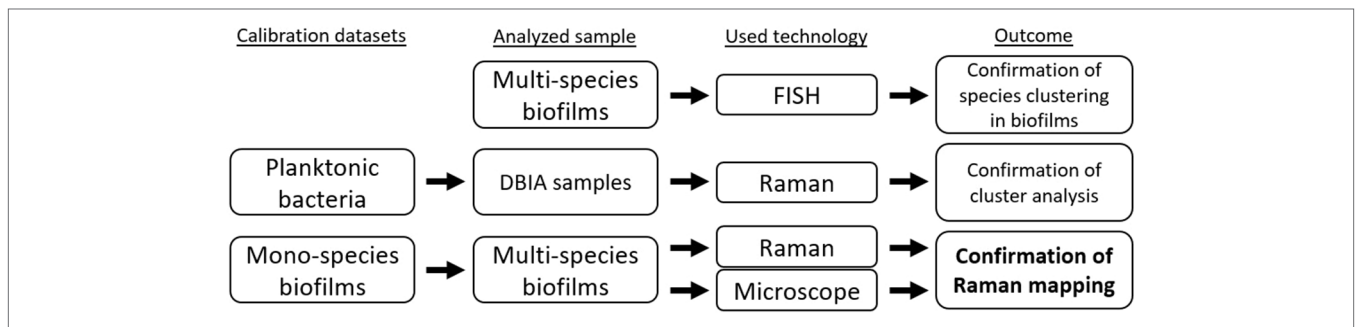 Calibration datasets
Analyzed sample
Used technology
Outcome
Multi-species
biofilms
FISH
Confirmation of
species clustering
in biofilms
Planktonic
bacteria
DBIA samples
Raman
Confirmation of
cluster analysis
Mono-species
biofilms
Multi-species
biofilms
Raman
Microscope
Confirmation of
Raman mapping